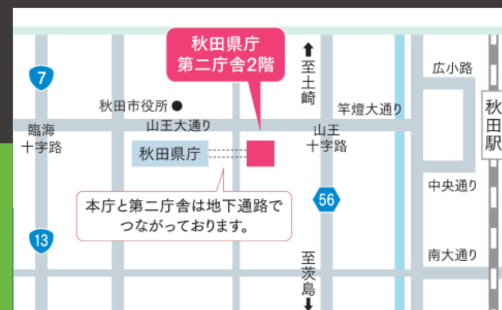 秋田県庁
第二庁舎2階
至土崎
7
広小路
秋田市役所
竿燈大通り
山王大通り
臨海
十字路
秋田県庁
山王
十字路
秋田駅
本庁と第二庁舎は地下通路で
つながっております。
中央通り
56
13
南大通り
至茨島